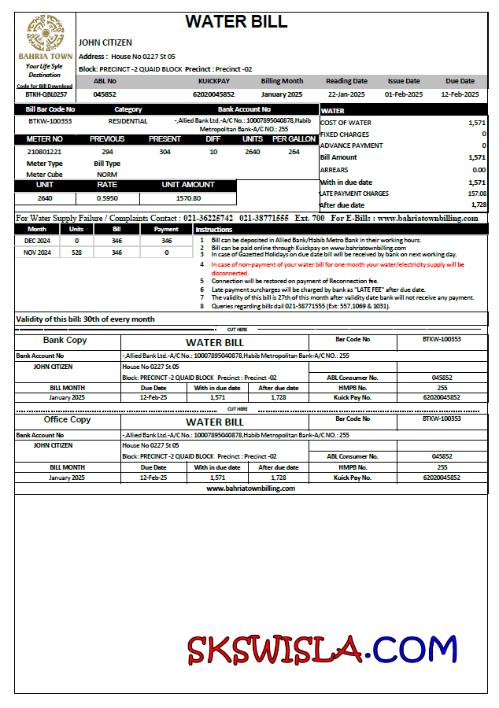 WATER BILL
BAHRIA TOWN
Your Life Syle
Destination
Code for Bill Download
BTKH-QBL0257
JOHN CITIZEN
Address : House No 0227 St 05
Block: PRECINCT -2 QUAID BLOCK Precinct : Precinct -02
ABL No KUICKPAY Billing Month Reading Date Issue Date Due Date
045852 62020045852 January 2025 22-Jan-2025 01-Feb-2025 12-Feb-2025
Bill Bar Code No Category Bank Account No
BTKW-100353 RESIDENTIAL -,Allied Bank Ltd.-A/C No.: 10007895040878,Habib
Metropolitan Bank-A/C NO.: 255
METER NO PREVIOUS PRESENT DIFF UNITS PER GALLON
210801221 294 304 10 2640 264
Meter Type Bill Type
Meter Cube NORM
UNIT RATE UNIT AMOUNT
2640 0.5950 1570.80
WATER
COST OF WATER 1,571
FIXED CHARGES 0
ADVANCE PAYMENT 0
Bill Amount 1,571
ARREARS 0.00
With in due date 1,571
LATE PAYMENT CHARGES 157.08
After due date 1,728
For Water Supply Failure / Complaints Contact : 021-36225742 021-38771555 Ext. 700 For E-Bills : www.bahriatownbilling.com
Month Units Bill Payment
DEC 2024 0 346 346
NOV 2024 528 346 0
Instructions
1 Bill can be deposited in Allied Bank/Habib Metro Bank in their working hours.
2 Bill can be paid online through Kuickpay on www.bahriatownbilling.com
3 In case of Gazetted Holidays on due date bill will be received by bank on next working day.
4 In case of non-payment of your water bill for one month your water/electricity supply will be
disconnected.
5 Connection will be restored on payment of Reconnection fee.
6 Late payment surcharges will be charged by bank as "LATE FEE" after due date.
7 The validity of this bill is 27th of this month after validity date bank will not receive any payment.
8 Queries regarding bills dail 021-38771555 (Ext: 557,1069 & 1031).
Validity of this bill: 30th of every month
CUT HERE
Bank Copy WATER BILL Bar Code No BTKW-100353
Bank Account No -,Allied Bank Ltd.-A/C No.: 10007895040878,Habib Metropolitan Bank-A/C NO.: 255
JOHN CITIZEN House No 0227 St 05
Block: PRECINCT -2 QUAID BLOCK Precinct : Precinct -02 ABL Consumer No. 045852
BILL MONTH Due Date With in due date After due date HMPB No. 255
January 2025 12-Feb-25 1,571 1,728 Kuick Pay No. 62020045852
CUT HERE
Office Copy WATER BILL Bar Code No BTKW-100353
Bank Account No -,Allied Bank Ltd.-A/C No.: 10007895040878,Habib Metropolitan Bank-A/C NO.: 255
JOHN CITIZEN House No 0227 St 05
Block: PRECINCT -2 QUAID BLOCK Precinct : Precinct -02 ABL Consumer No. 045852
BILL MONTH Due Date With in due date After due date HMPB No. 255
January 2025 12-Feb-25 1,571 1,728 Kuick Pay No. 62020045852
www.bahriatownbilling.com
SKSWISLA.COM